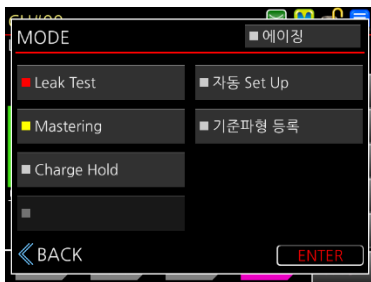 MODE
에이징
Leak Test
자동 Set Up
Mastering
기준파형 등록
Charge Hold
BACK
ENTER